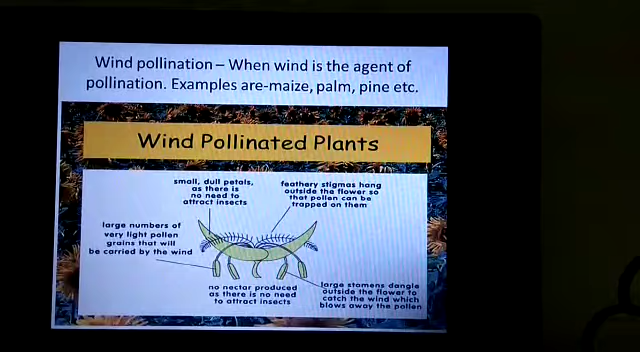 Wind pollination – When wind is the agent of
pollination. Examples are-maize, palm, pine etc.
Wind Pollinated Plants
small, dull petals,
as there is
no need to
attract insects
feathery stigmas hang
outside the flower so
that pollen can be
trapped on them
large numbers of
very light pollen
grains that will
be carried by the wind
no nectar produced
as there is no need
to attract insects
large stamens dangle
outside the flower to
catch the wind which
blows away the pollen